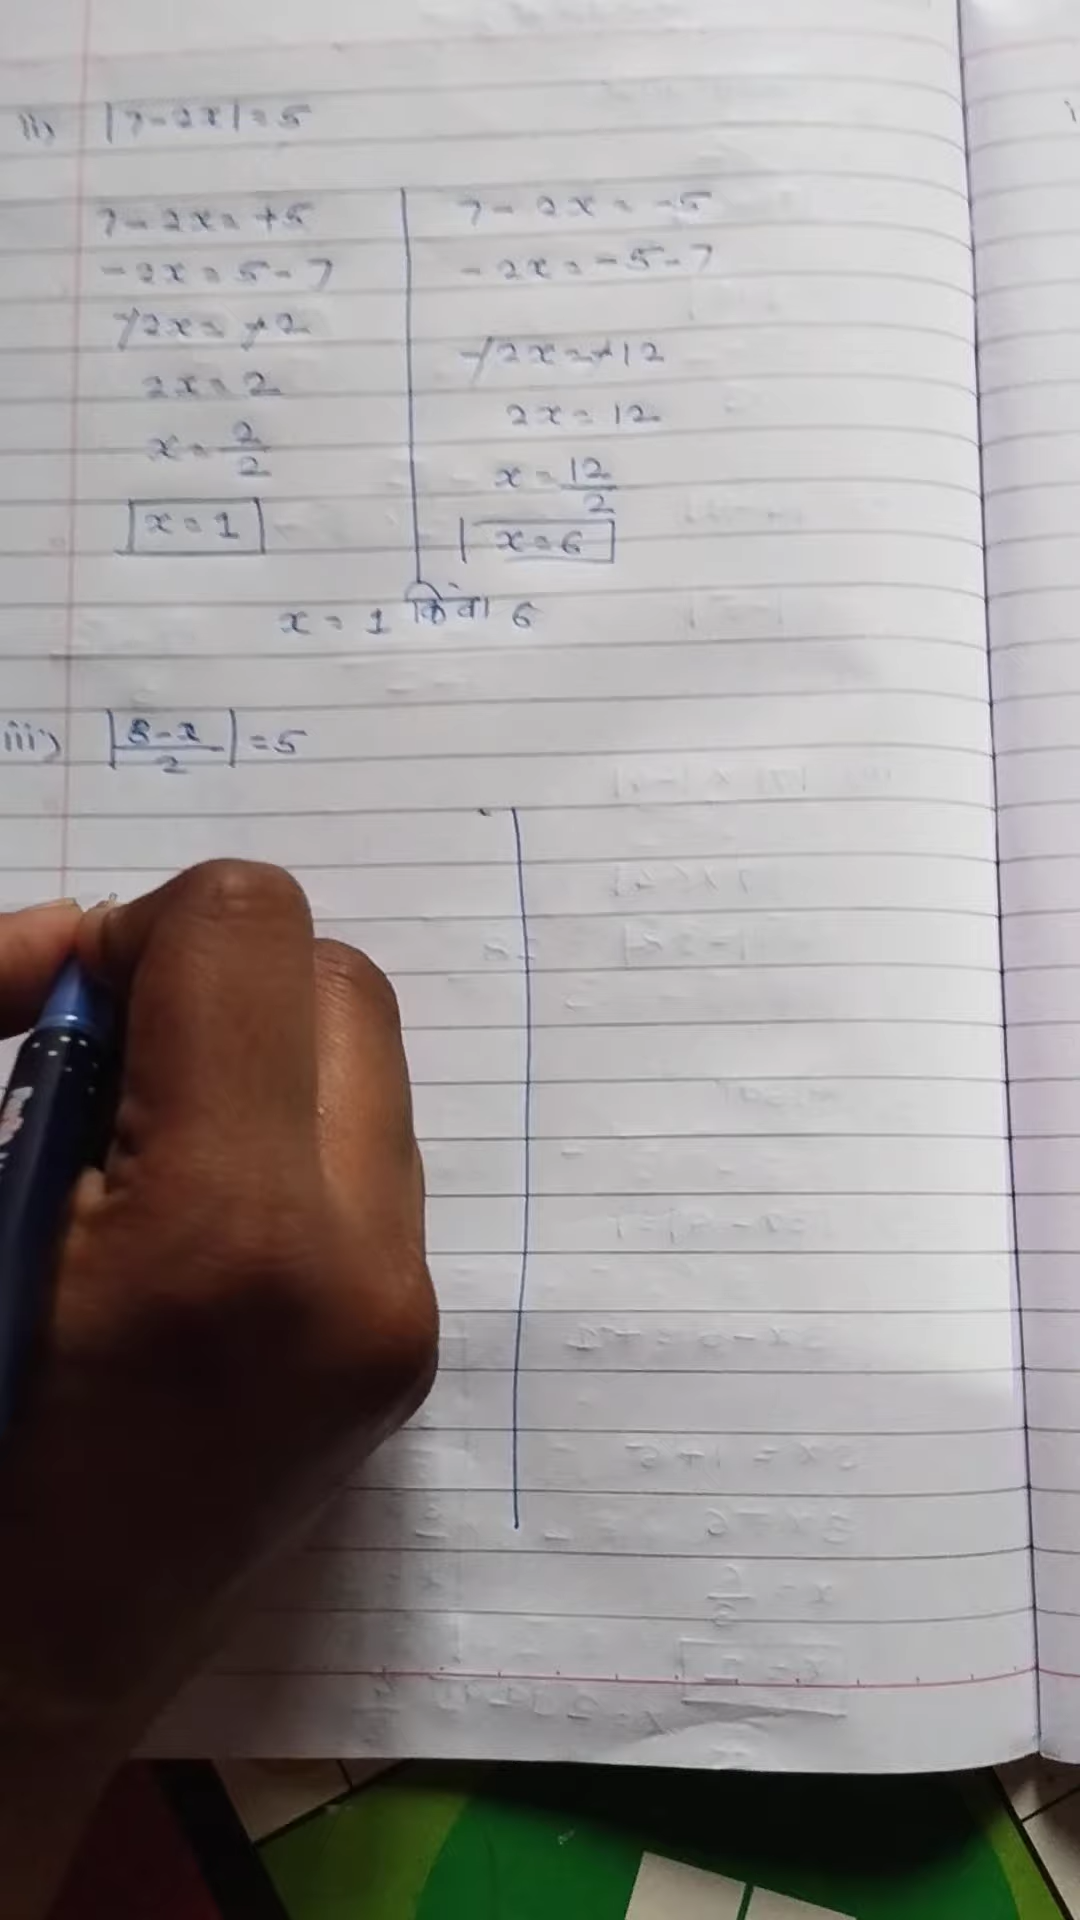 ii) |7-2x|=5
7-2x=+5
-2x=5-7
-2x=-2
2x=2
x=2/2
x=1
7-2x=-5
-2x=-5-7
-2x=-12
2x=12
x=12/2
x=6
x=1 किंवा 6
iii) |8-x/2|=5